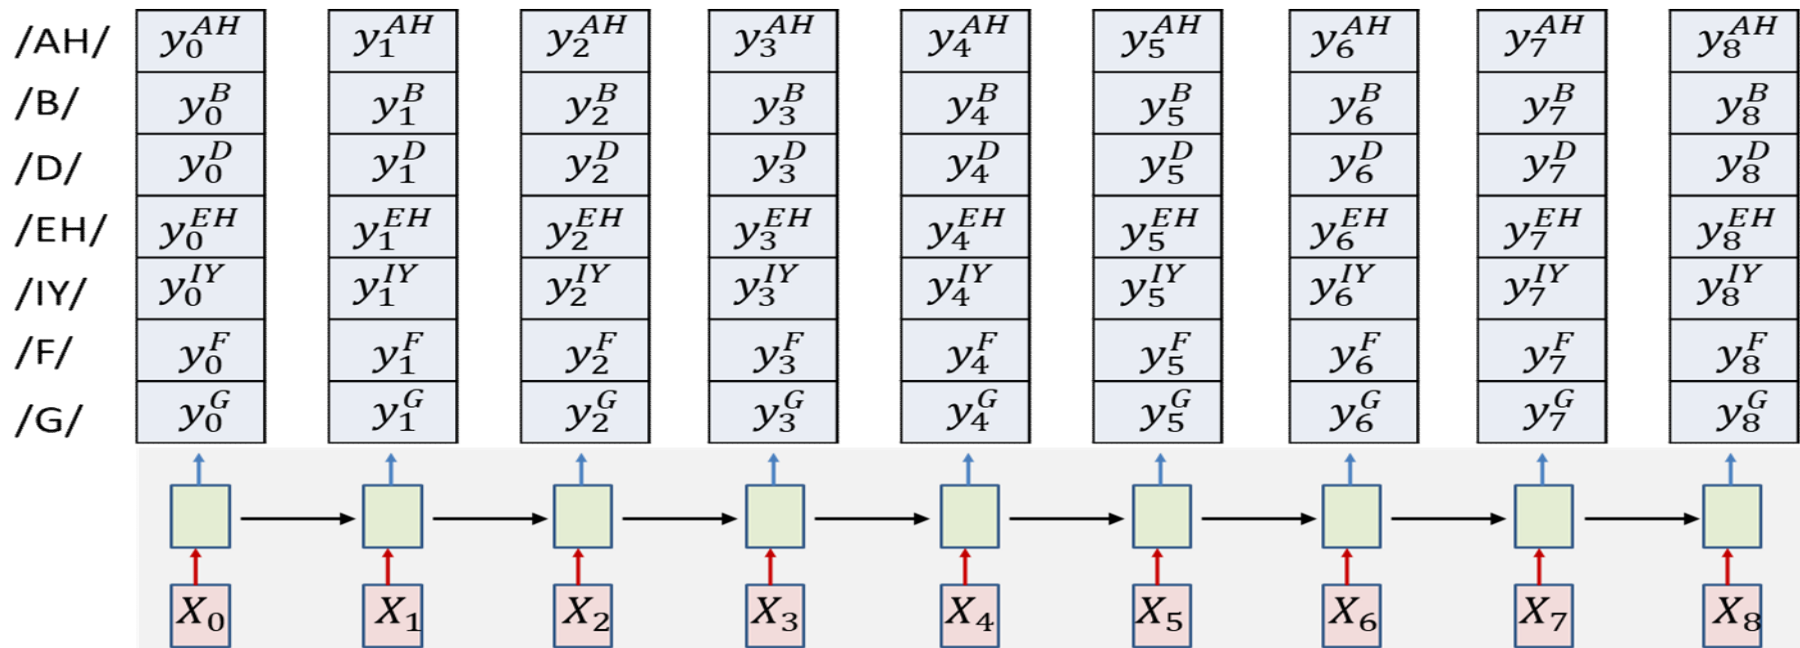 /AH/ y_0^{AH} y_1^{AH} y_2^{AH} y_3^{AH} y_4^{AH} y_5^{AH} y_6^{AH} y_7^{AH} y_8^{AH}
/B/ y_0^B y_1^B y_2^B y_3^B y_4^B y_5^B y_6^B y_7^B y_8^B
/D/ y_0^D y_1^D y_2^D y_3^D y_4^D y_5^D y_6^D y_7^D y_8^D
/EH/ y_0^{EH} y_1^{EH} y_2^{EH} y_3^{EH} y_4^{EH} y_5^{EH} y_6^{EH} y_7^{EH} y_8^{EH}
/IY/ y_0^{IY} y_1^{IY} y_2^{IY} y_3^{IY} y_4^{IY} y_5^{IY} y_6^{IY} y_7^{IY} y_8^{IY}
/F/ y_0^F y_1^F y_2^F y_3^F y_4^F y_5^F y_6^F y_7^F y_8^F
/G/ y_0^G y_1^G y_2^G y_3^G y_4^G y_5^G y_6^G y_7^G y_8^G
X_0 X_1 X_2 X_3 X_4 X_5 X_6 X_7 X_8